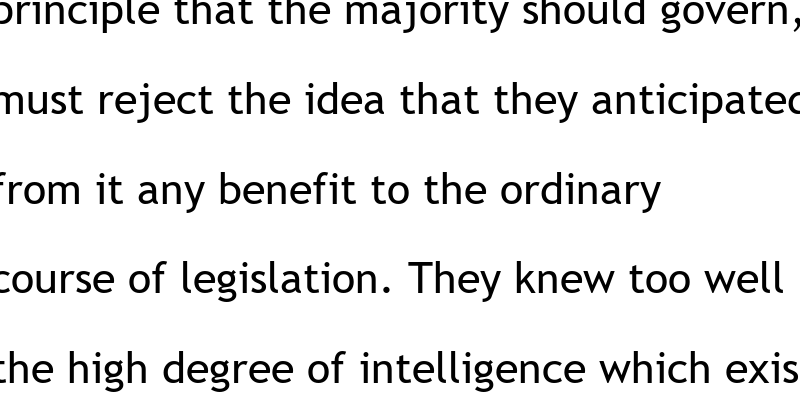 principle that the majority should govern,
must reject the idea that they anticipated
from it any benefit to the ordinary
course of legislation. They knew too well
the high degree of intelligence which exis